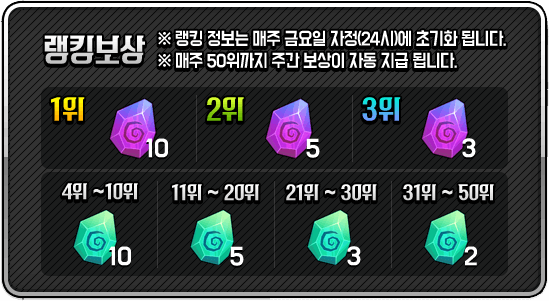 랭킹보상
※ 랭킹 정보는 매주 금요일 자정(24시)에 초기화 됩니다.
※ 매주 50위까지 주간 보상이 자동 지급 됩니다.
1위 2위 3위
10 5 3
4위 ~10위 11위 ~ 20위 21위 ~ 30위 31위 ~ 50위
10 5 3 2